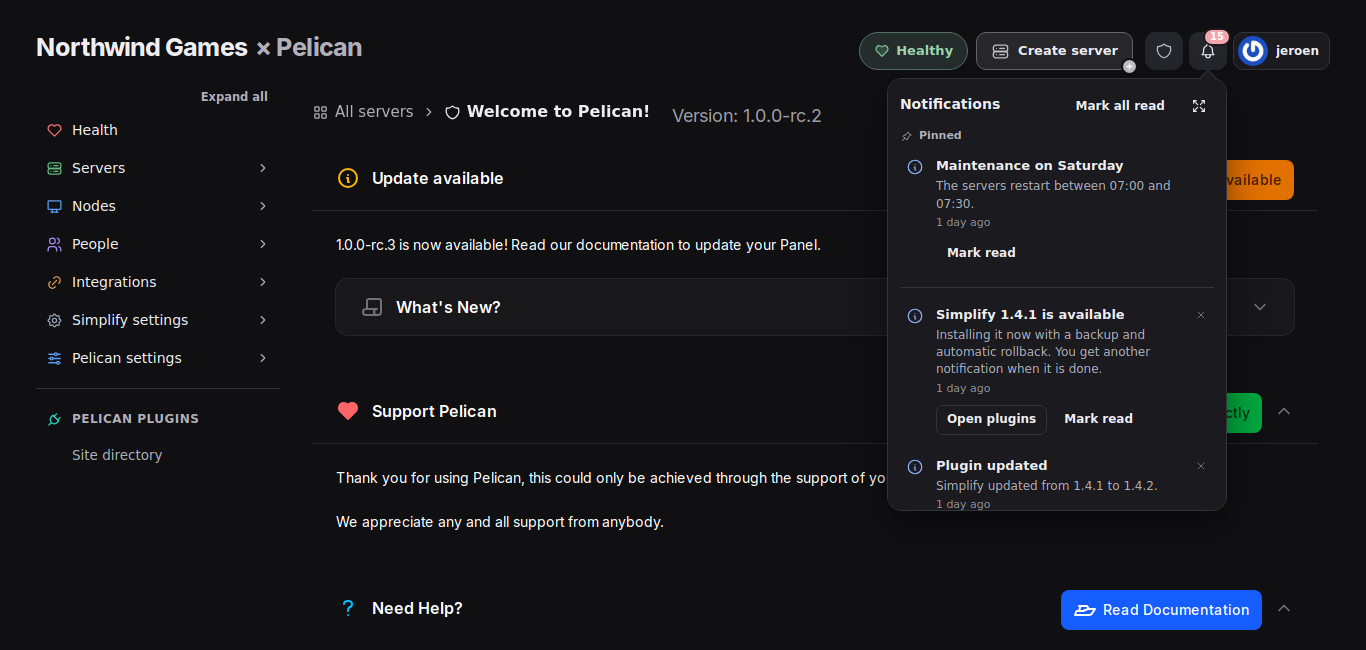 Northwind Games × Pelican
Healthy
Create server
15
jeroen
Expand all
Health
Servers
Nodes
People
Integrations
Simplify settings
Pelican settings
PELICAN PLUGINS
Site directory
All servers
Welcome to Pelican!
Version: 1.0.0-rc.2
Update available
1.0.0-rc.3 is now available! Read our documentation to update your Panel.
What's New?
Support Pelican
Thank you for using Pelican, this could only be achieved through the support of
We appreciate any and all support from anybody.
Need Help?
Read Documentation
Notifications
Mark all read
Pinned
Maintenance on Saturday
The servers restart between 07:00 and
07:30.
1 day ago
Mark read
Simplify 1.4.1 is available
Installing it now with a backup and
automatic rollback. You get another
notification when it is done.
1 day ago
Open plugins
Mark read
Plugin updated
Simplify updated from 1.4.1 to 1.4.2.
1 day ago